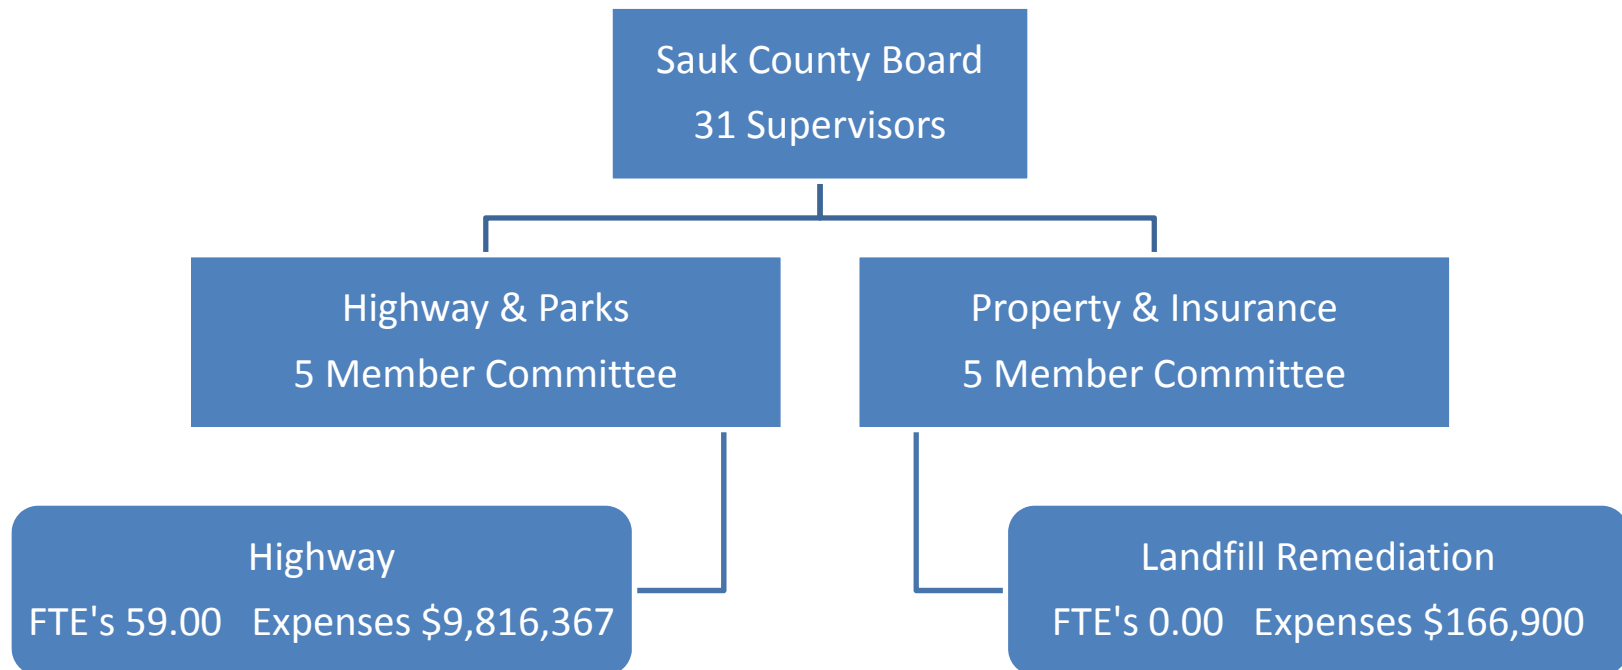 Sauk County Board
31 Supervisors
Highway & Parks
5 Member Committee
Property & Insurance
5 Member Committee
Highway
FTE's 59.00   Expenses $9,816,367
Landfill Remediation
FTE's 0.00   Expenses $166,900